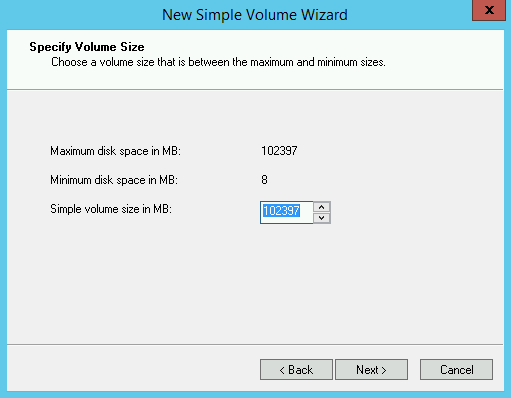 New Simple Volume Wizard
x
Specify Volume Size
Choose a volume size that is between the maximum and minimum sizes.
Maximum disk space in MB: 102397
Minimum disk space in MB: 8
Simple volume size in MB: 102397
< Back Next > Cancel